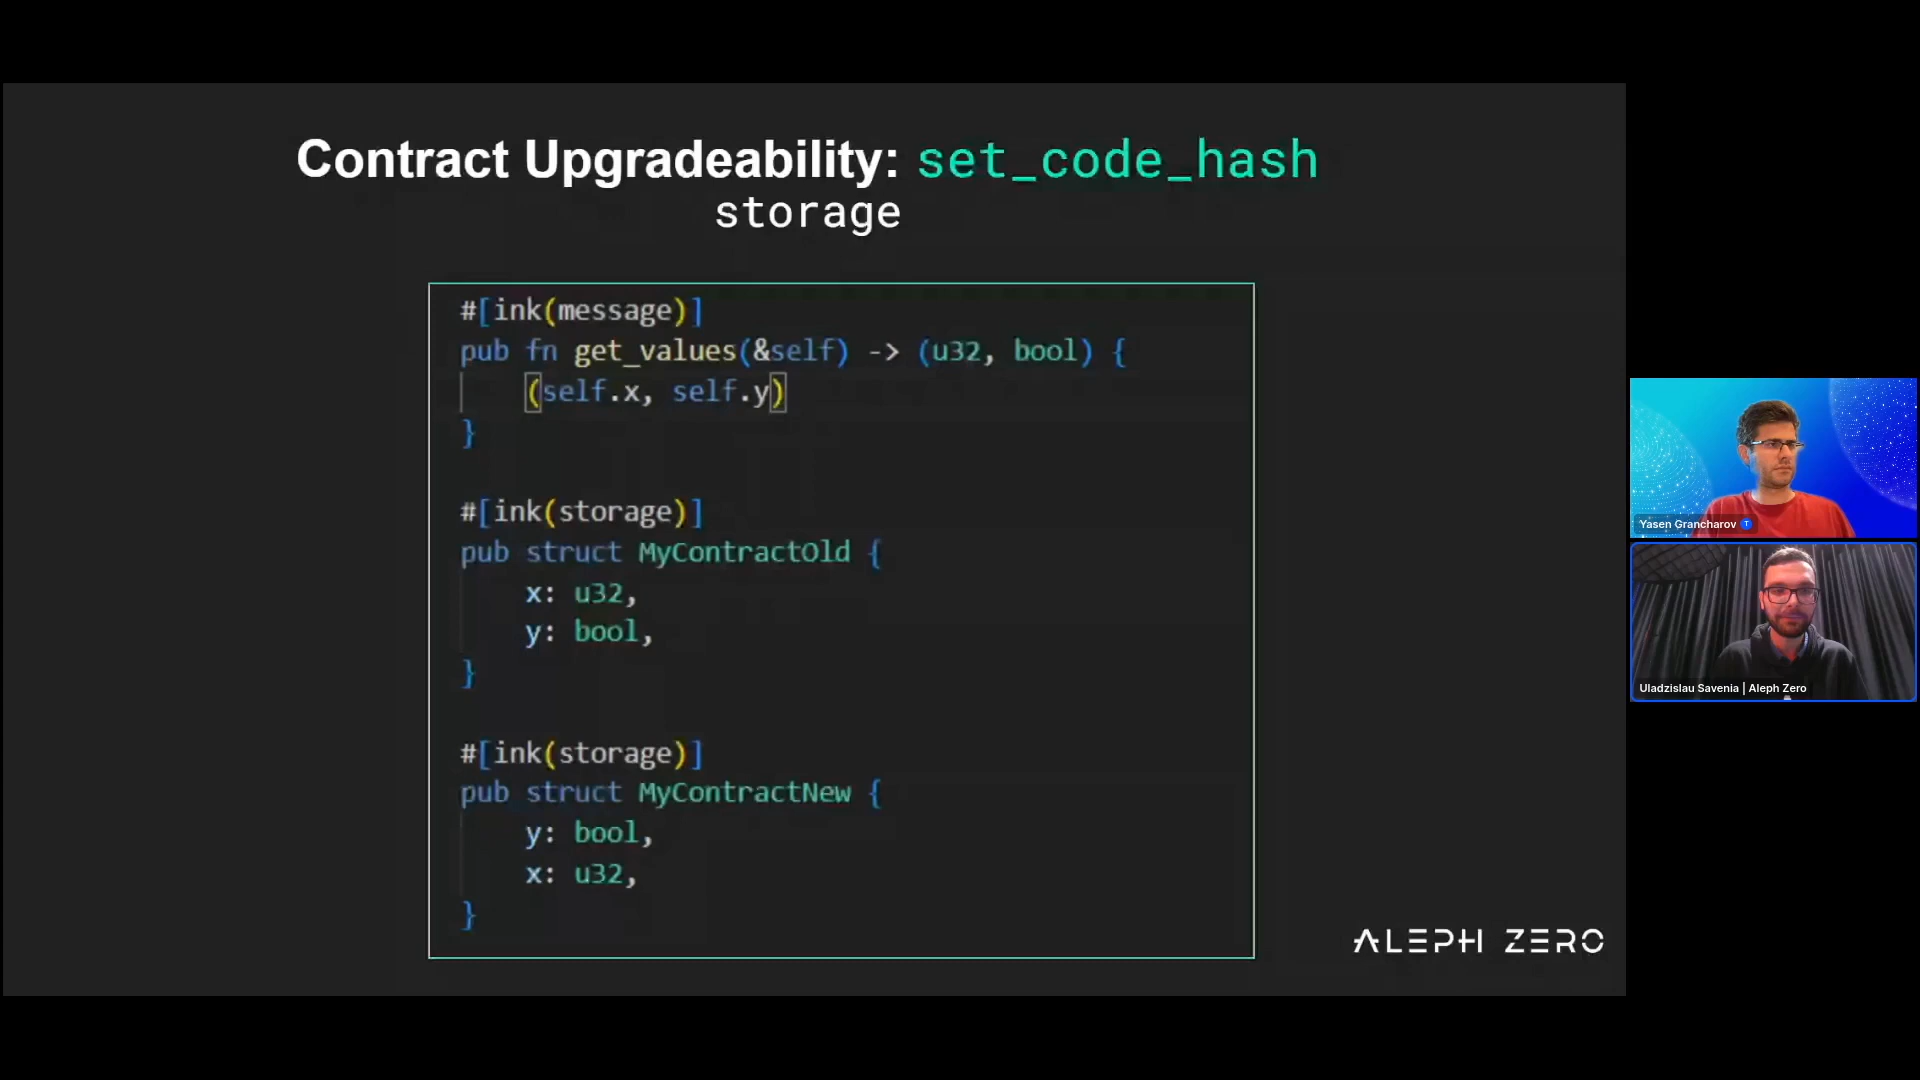 Contract Upgradeability: set_code_hash
storage
#[ink(message)]
pub fn get_values(&self) -> (u32, bool) {
(self.x, self.y)
}
#[ink(storage)]
pub struct MyContractOld {
x: u32,
y: bool,
}
#[ink(storage)]
pub struct MyContractNew {
y: bool,
x: u32,
}
ALEPH ZERO
Yasen Grancharov
Uladzislau Savenia | Aleph Zero